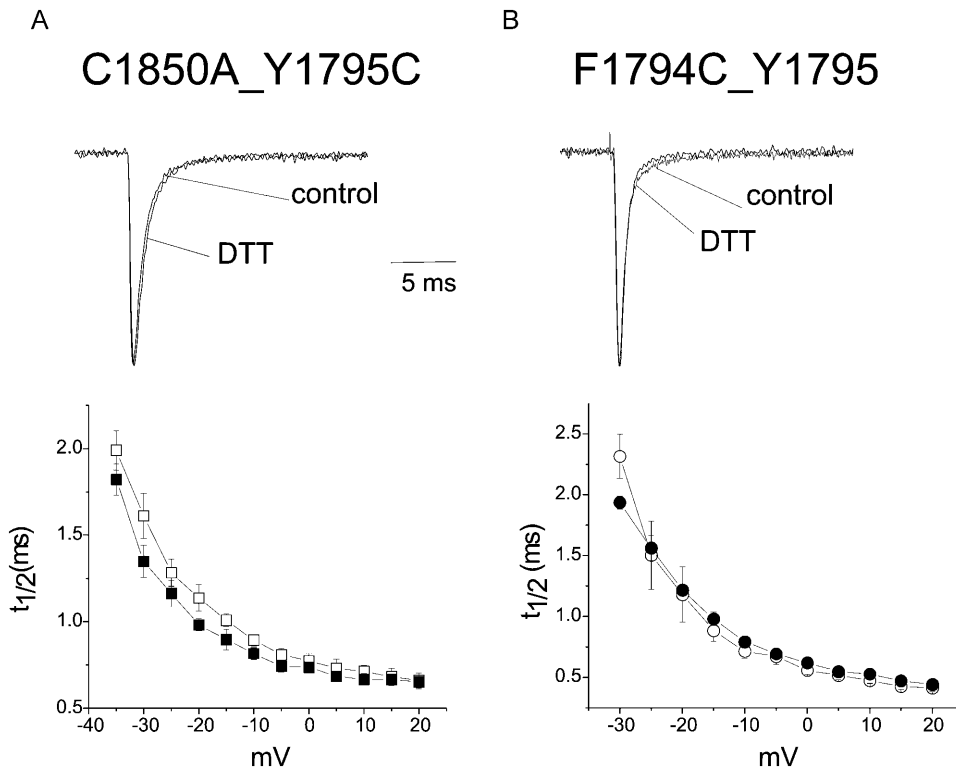 A
B
C1850A_Y1795C
F1794C_Y1795
control
DTT
control
DTT
5 ms
2.0
1.5
1.0
0.5
t1/2(ms)
-40 -30 -20 -10 0 10 20
mV
2.5
2.0
1.5
1.0
0.5
t1/2(ms)
-30 -20 -10 0 10 20
mV